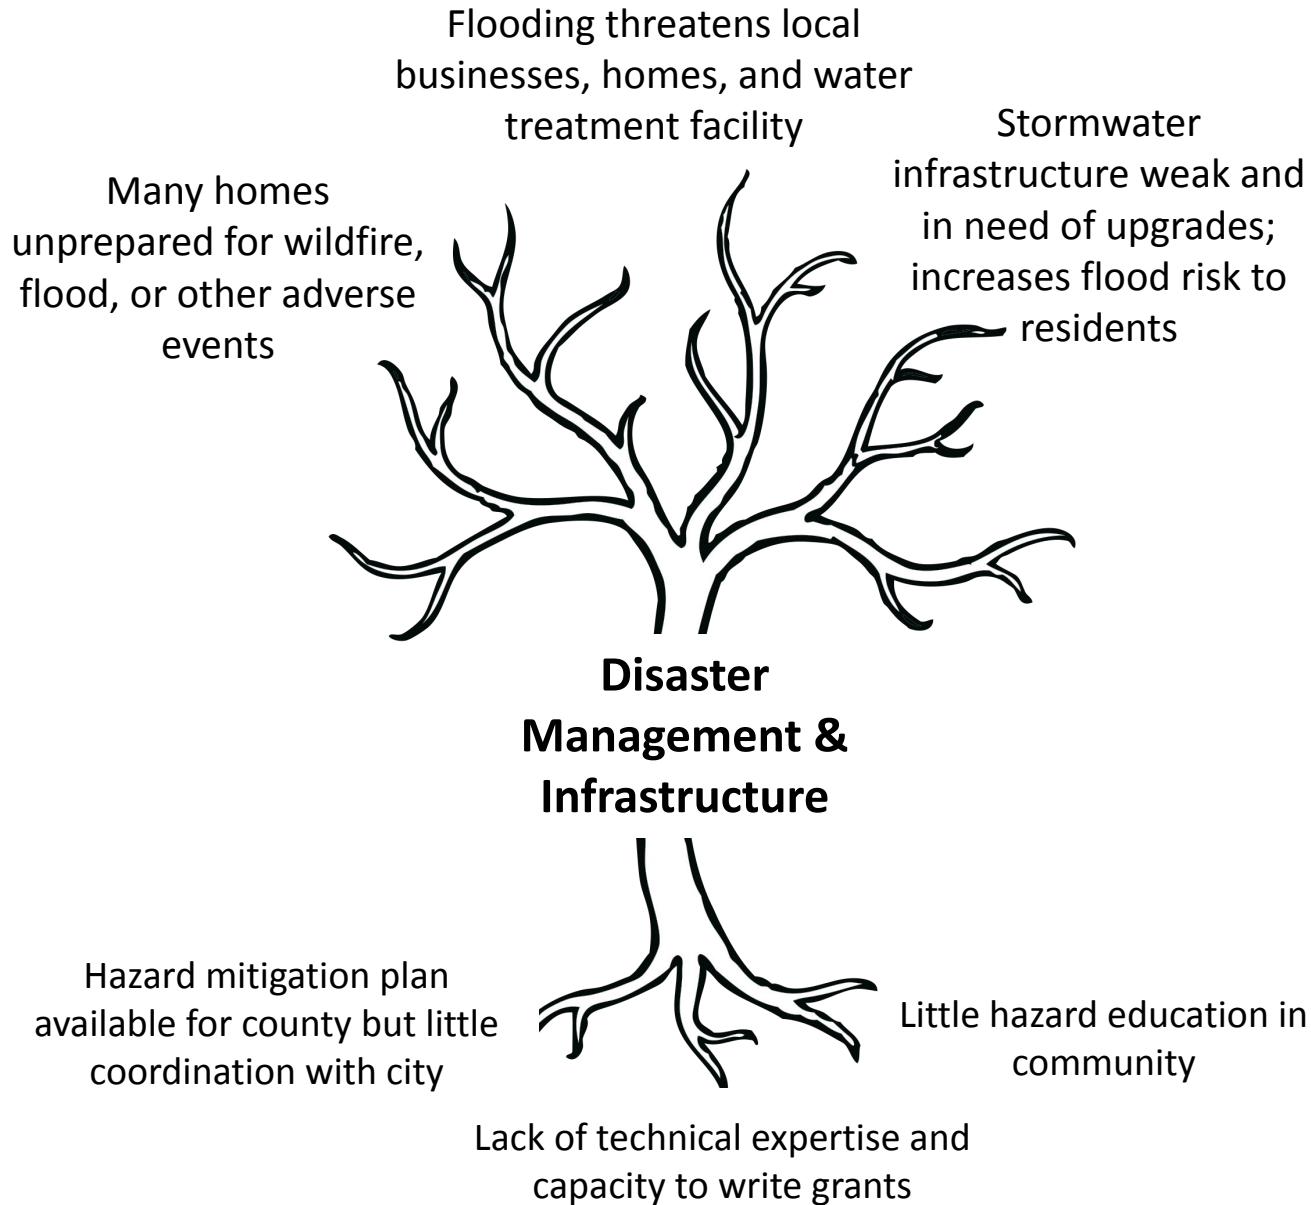 Flooding threatens local
businesses, homes, and water
treatment facility
Many homes
unprepared for wildfire,
flood, or other adverse
events
Stormwater
infrastructure weak and
in need of upgrades;
increases flood risk to
residents
Disaster
Management &
Infrastructure
Hazard mitigation plan
available for county but little
coordination with city
Little hazard education in
community
Lack of technical expertise and
capacity to write grants